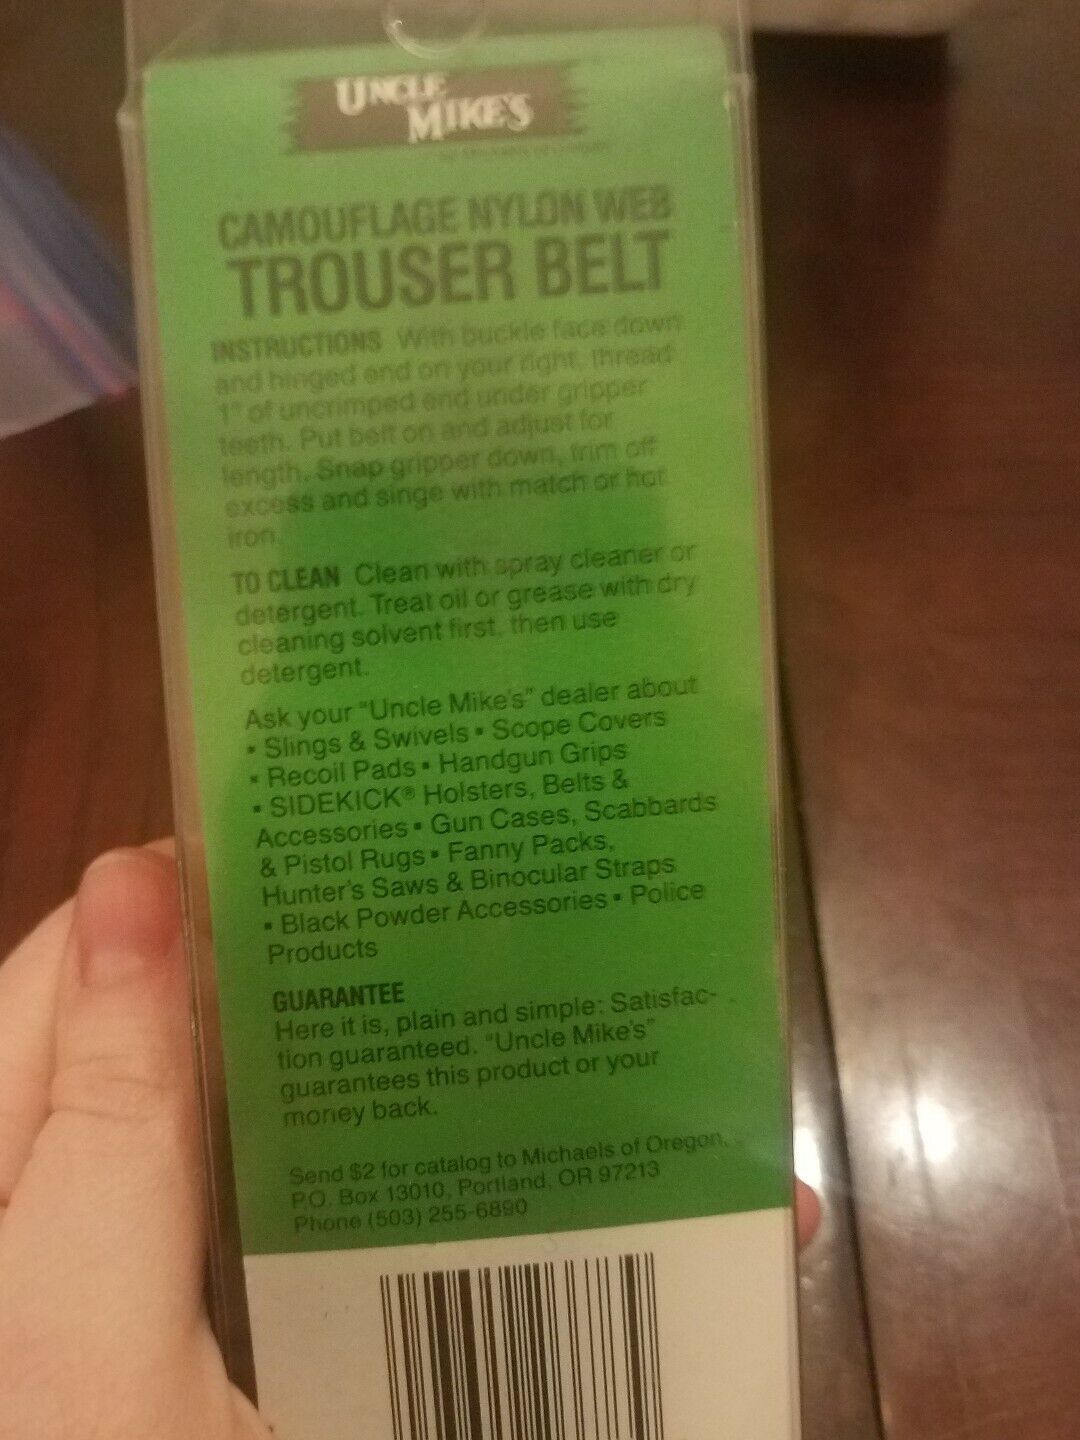 UNCLE
MIKE'S
CAMOUFLAGE NYLON WEB
TROUSER BELT
INSTRUCTIONS With buckle face down
and hinged end on your right, thread
1" of uncrimped end under gripper
teeth. Put belt on and adjust for
length. Snap gripper down, trim off
excess and singe with match or hot
iron.
TO CLEAN Clean with spray cleaner or
detergent. Treat oil or grease with dry
cleaning solvent first, then use
detergent.
Ask your "Uncle Mike's" dealer about
▪ Slings & Swivels ▪ Scope Covers
▪ Recoil Pads ▪ Handgun Grips
▪ SIDEKICK® Holsters, Belts &
Accessories ▪ Gun Cases, Scabbards
& Pistol Rugs ▪ Fanny Packs,
Hunter's Saws & Binocular Straps
▪ Black Powder Accessories ▪ Police
Products
GUARANTEE
Here it is, plain and simple: Satisfac-
tion guaranteed. "Uncle Mike's"
guarantees this product or your
money back.
Send $2 for catalog to Michaels of Oregon,
P.O. Box 13010, Portland, OR 97213
Phone (503) 255-6890